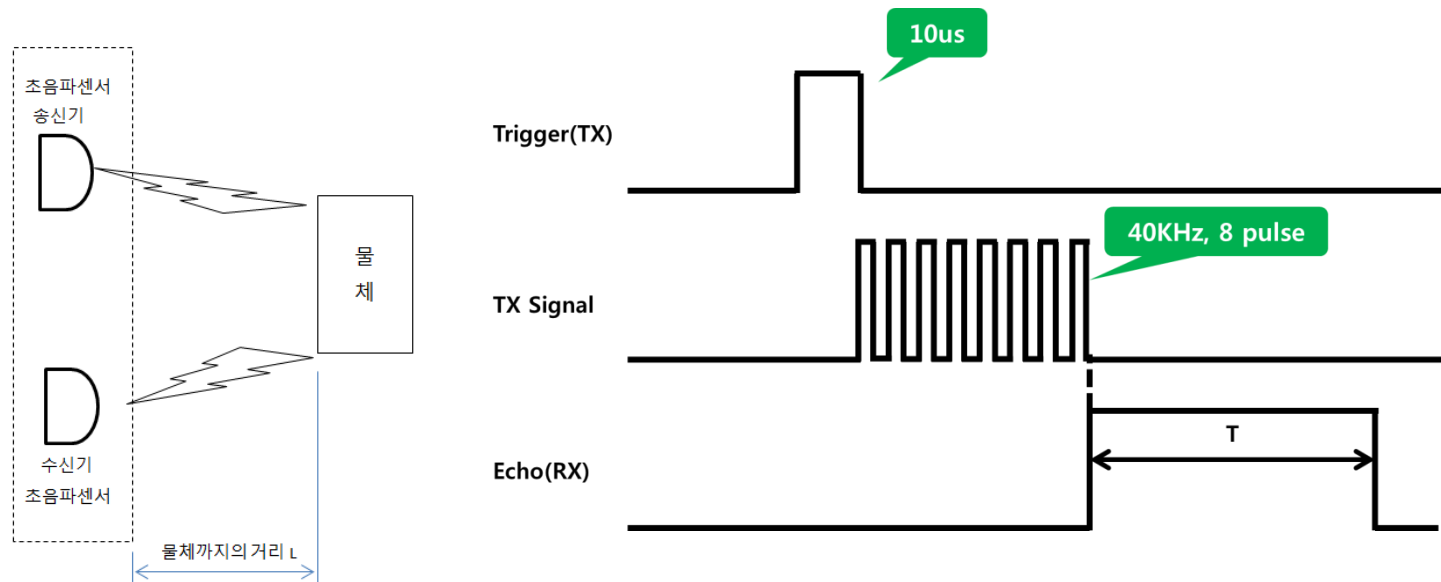 초음파센서
송신기
물
체
수신기
초음파센서
물체까지의 거리 L
10us
Trigger(TX)
40KHz, 8 pulse
TX Signal
T
Echo(RX)